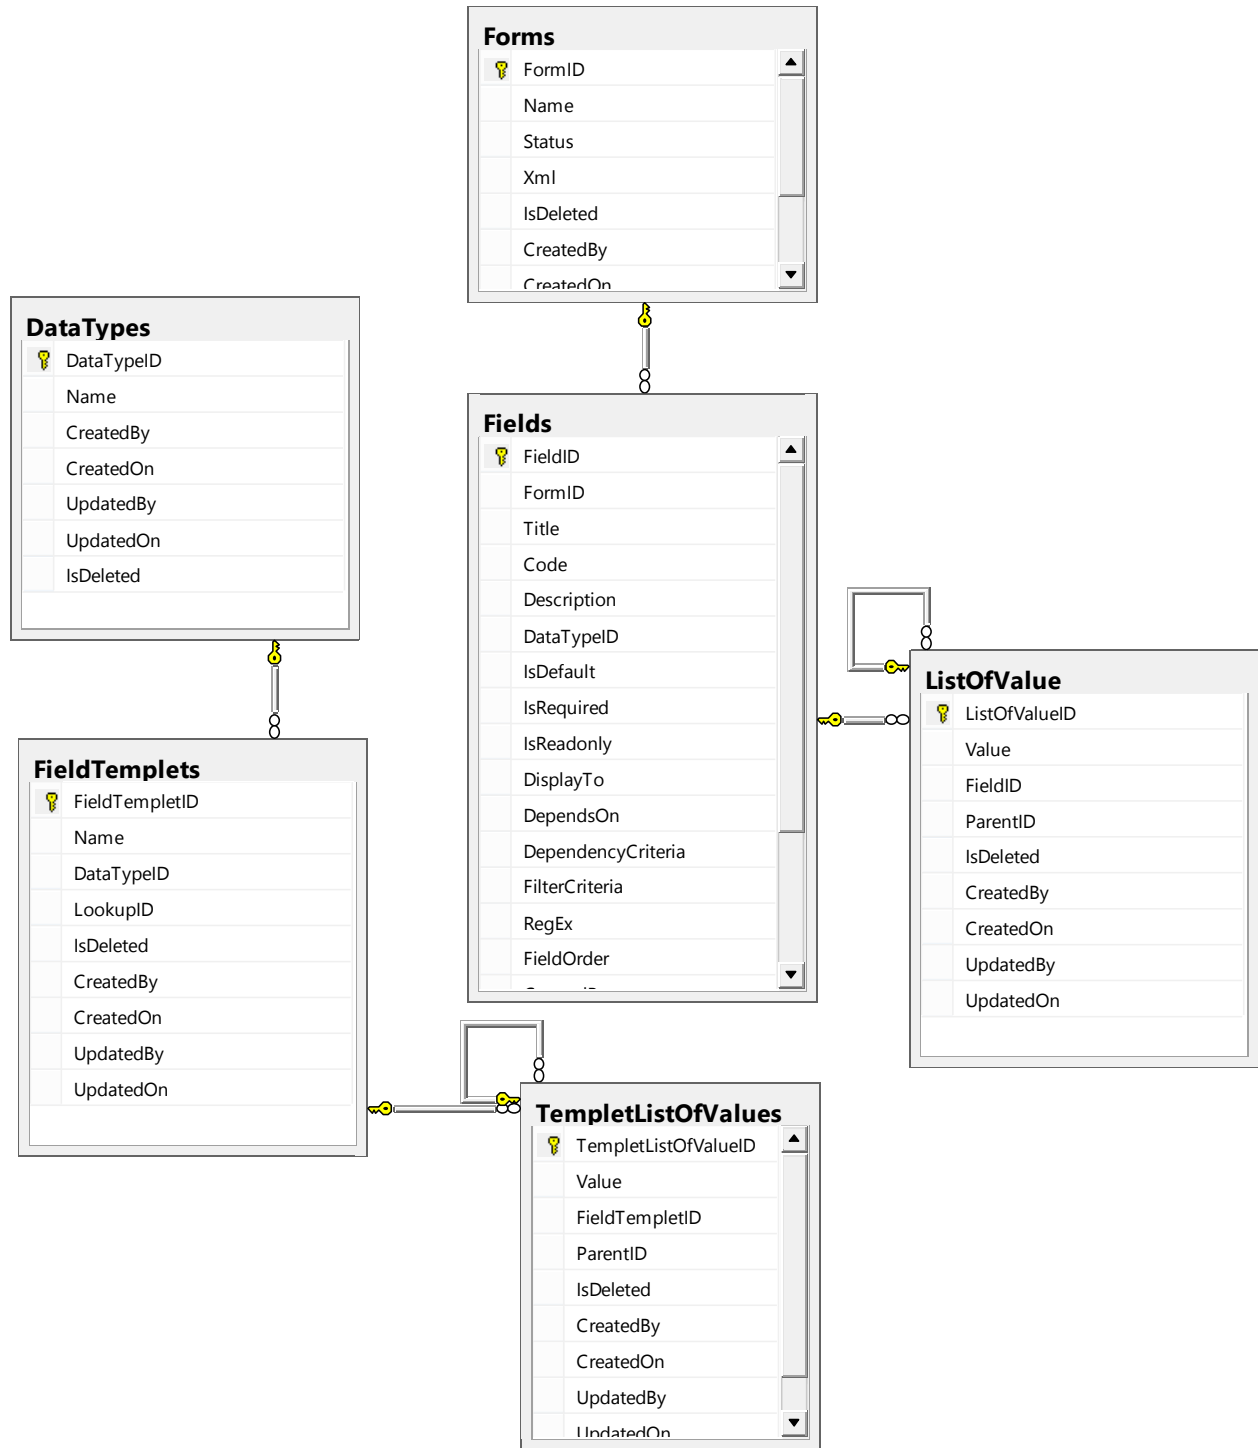 Forms
FormID
Name
Status
Xml
IsDeleted
CreatedBy
CreatedOn
DataTypes
DataTypeID
Name
CreatedBy
CreatedOn
UpdatedBy
UpdatedOn
IsDeleted
Fields
FieldID
FormID
Title
Code
Description
DataTypeID
IsDefault
IsRequired
IsReadonly
DisplayTo
DependsOn
DependencyCriteria
FilterCriteria
RegEx
FieldOrder
ListOfValue
ListOfValueID
Value
FieldID
ParentID
IsDeleted
CreatedBy
CreatedOn
UpdatedBy
UpdatedOn
FieldTemplets
FieldTempletID
Name
DataTypeID
LookupID
IsDeleted
CreatedBy
CreatedOn
UpdatedBy
UpdatedOn
TempletListOfValues
TempletListOfValueID
Value
FieldTempletID
ParentID
IsDeleted
CreatedBy
CreatedOn
UpdatedBy
UpdatedOn